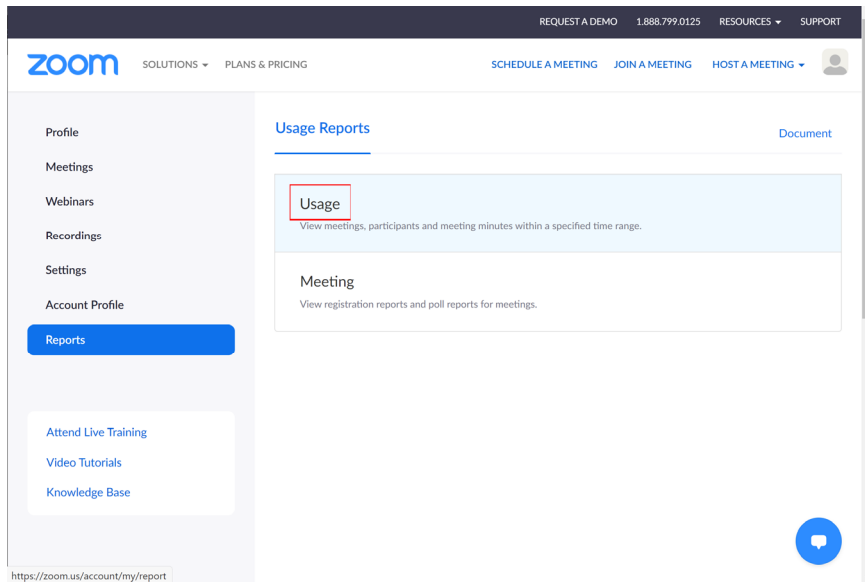 REQUEST A DEMO 1.888.799.0125 RESOURCES SUPPORT
zoom SOLUTIONS PLANS & PRICING SCHEDULE A MEETING JOIN A MEETING HOST A MEETING
Profile
Meetings
Webinars
Recordings
Settings
Account Profile
Reports
Attend Live Training
Video Tutorials
Knowledge Base
Usage Reports Document
Usage
View meetings, participants and meeting minutes within a specified time range.
Meeting
View registration reports and poll reports for meetings.
https://zoom.us/account/my/report